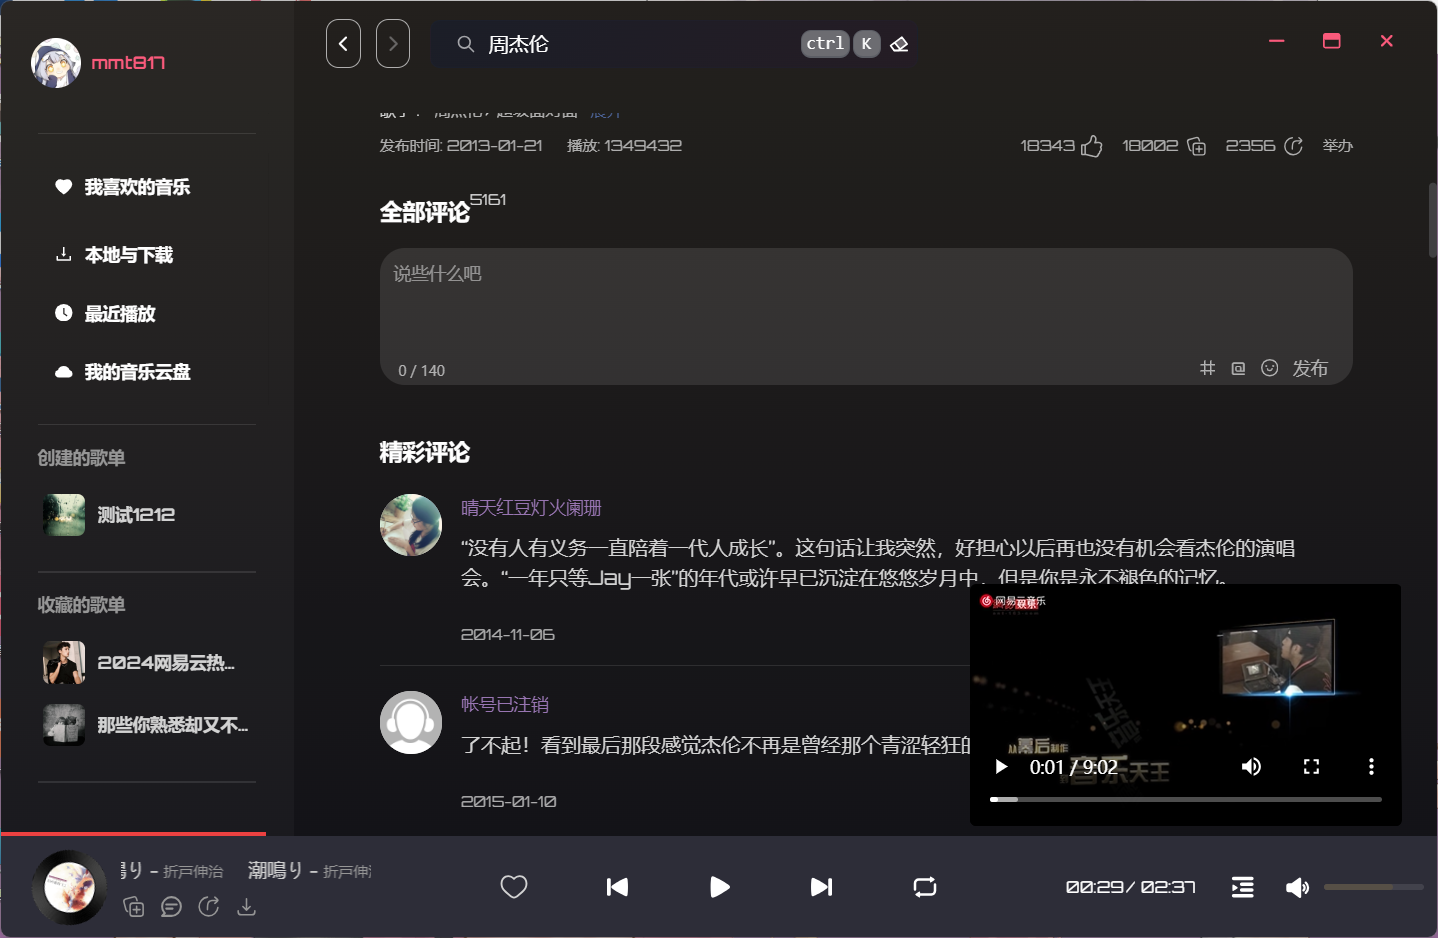 mmt817
周杰伦
ctrl K
发布时间: 2013-01-21 播放: 1349432
18343 18002 2356 举办
我喜欢的音乐
本地与下载
最近播放
我的音乐云盘
创建的歌单
测试1212
收藏的歌单
2024网易云热...
那些你熟悉却又不...
全部评论5161
说些什么吧
0 / 140
发布
精彩评论
晴天红豆灯火阑珊
“没有人有义务一直陪着一代人成长”。这句话让我突然，好担心以后再也没有机会看杰伦的演唱
会。“一年只等Jay一张”的年代或许早已沉淀在悠悠岁月中，但是你是永不褪色的记忆。
2014-11-06
帐号已注销
了不起！看到最后那段感觉杰伦不再是曾经那个青涩轻狂的
2015-01-10
网易云音乐
幕后制作
音乐天王
0:01 / 9:02
鳴り - 折戸伸治 潮鳴り - 折戸伸治
00:29 / 02:37